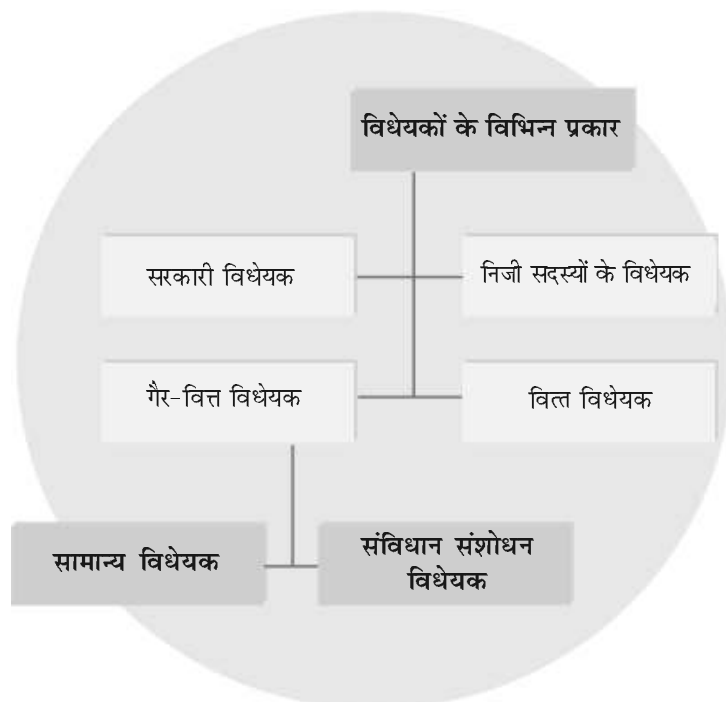 विधेयकों के विभिन्न प्रकार
सरकारी विधेयक
निजी सदस्यों के विधेयक
गैर-वित्त विधेयक
वित्त विधेयक
सामान्य विधेयक
संविधान संशोधन
विधेयक